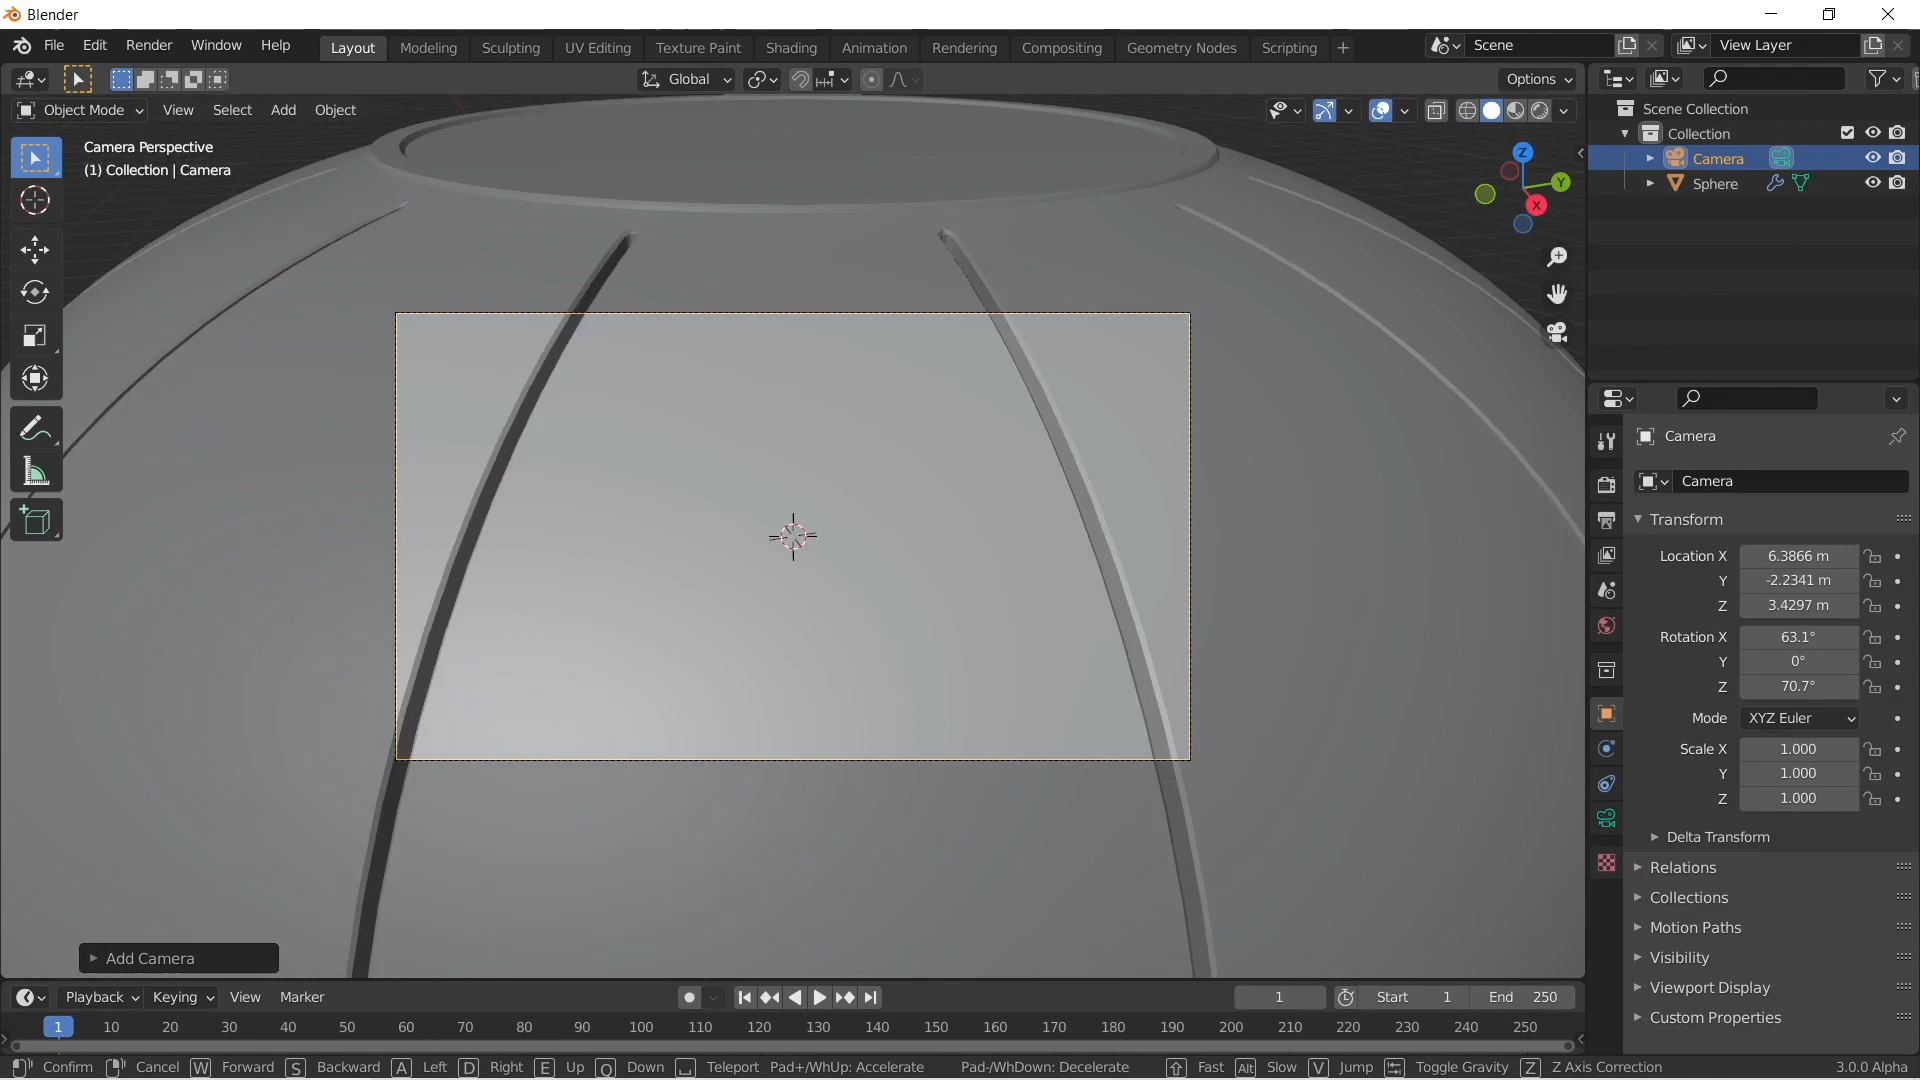 Blender
File Edit Render Window Help
Layout Modeling Sculpting UV Editing Texture Paint Shading Animation Rendering Compositing Geometry Nodes Scripting +
Scene
View Layer
Global
Options
Object Mode View Select Add Object
Camera Perspective
(1) Collection | Camera
Z
Y
X
Scene Collection
Collection
Camera
Sphere
Camera
Camera
Transform
Location X 6.3866 m
Y -2.2341 m
Z 3.4297 m
Rotation X 63.1°
Y 0°
Z 70.7°
Mode XYZ Euler
Scale X 1.000
Y 1.000
Z 1.000
Delta Transform
Relations
Collections
Motion Paths
Visibility
Viewport Display
Custom Properties
Add Camera
Playback Keying View Marker
1
Start 1
End 250
1 10 20 30 40 50 60 70 80 90 100 110 120 130 140 150 160 170 180 190 200 210 220 230 240 250
Confirm Cancel W Forward S Backward A Left D Right E Up Q Down Teleport Pad+/WhUp: Accelerate Pad-/WhDown: Decelerate Fast Alt Slow V Jump Toggle Gravity Z Z Axis Correction 3.0.0 Alpha